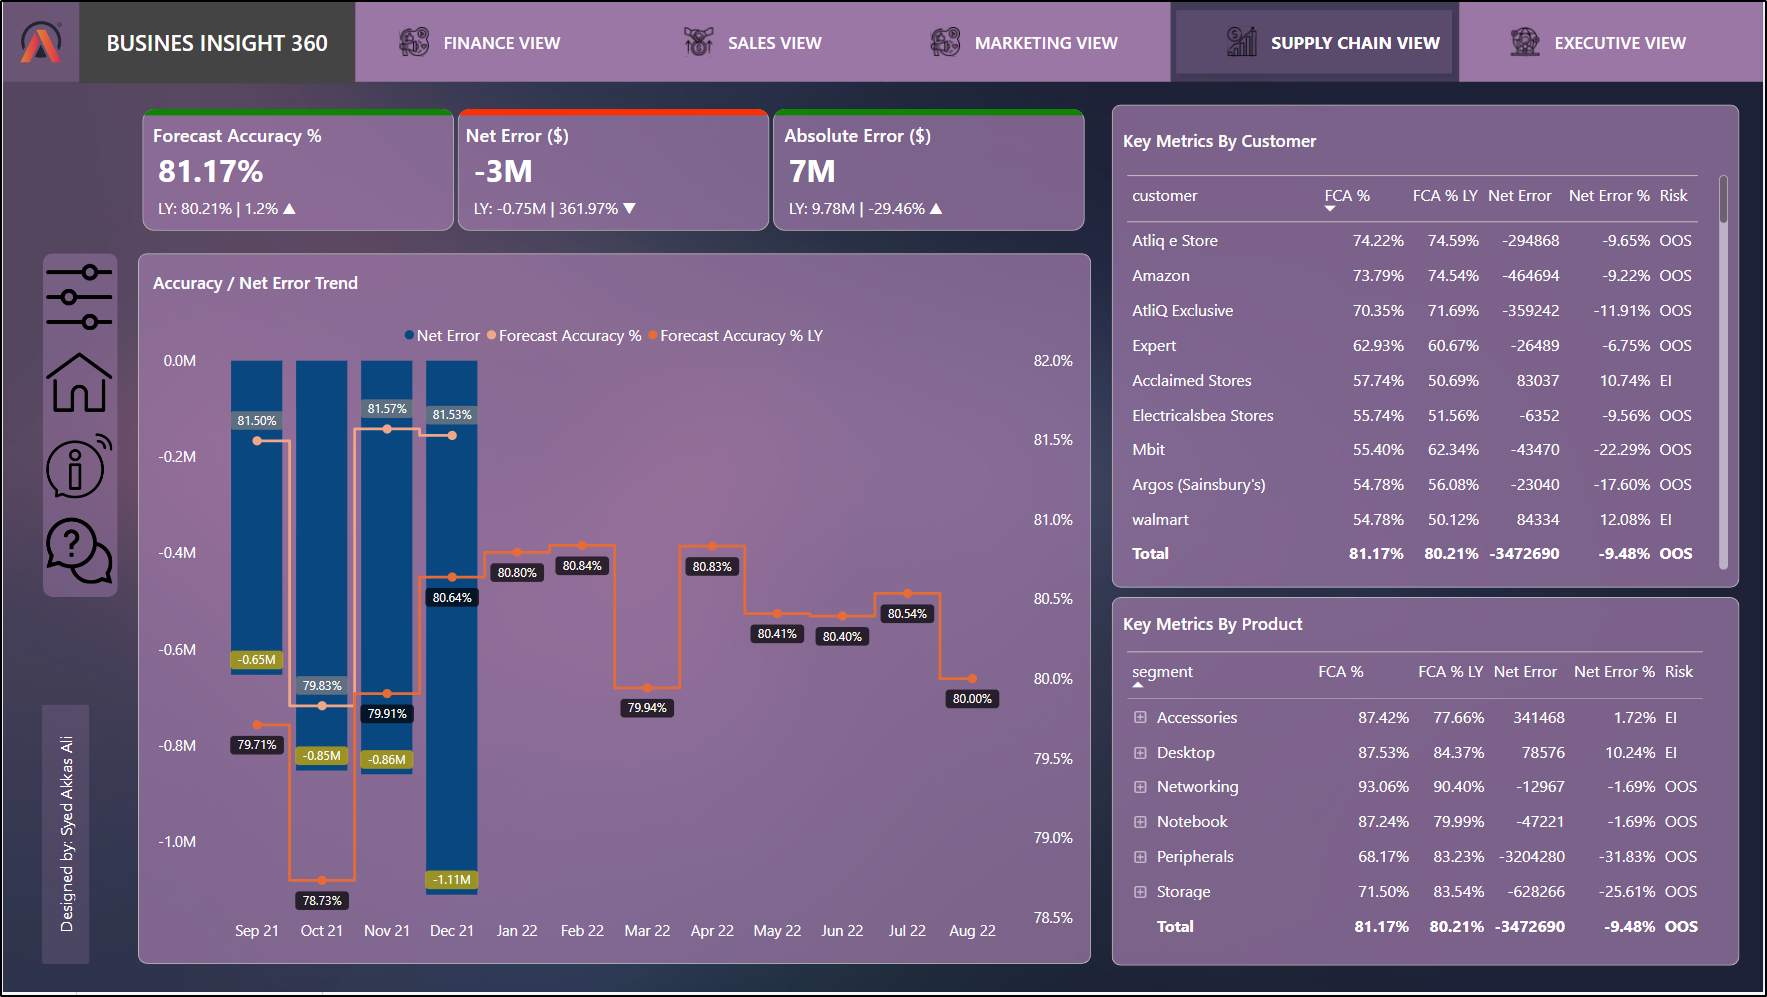 BUSINES INSIGHT 360
FINANCE VIEW
SALES VIEW
MARKETING VIEW
SUPPLY CHAIN VIEW
EXECUTIVE VIEW
Forecast Accuracy %
81.17%
LY: 80.21% | 1.2% ▲
Net Error ($)
-3M
LY: -0.75M | 361.97% ▼
Absolute Error ($)
7M
LY: 9.78M | -29.46% ▲
Accuracy / Net Error Trend
Net Error Forecast Accuracy % Forecast Accuracy % LY
0.0M
-0.2M
-0.4M
-0.6M
-0.8M
-1.0M
82.0%
81.5%
81.0%
80.5%
80.0%
79.5%
79.0%
78.5%
81.50%
79.83%
81.57%
81.53%
-0.65M
-0.85M
-0.86M
-1.11M
79.71%
78.73%
79.91%
80.64%
80.80%
80.84%
79.94%
80.83%
80.41%
80.40%
80.54%
80.00%
Sep 21 Oct 21 Nov 21 Dec 21 Jan 22 Feb 22 Mar 22 Apr 22 May 22 Jun 22 Jul 22 Aug 22
Designed by: Syed Akkas Ali
Key Metrics By Customer
customer FCA % FCA % LY Net Error Net Error % Risk
Atliq e Store 74.22% 74.59% -294868 -9.65% OOS
Amazon 73.79% 74.54% -464694 -9.22% OOS
AtliQ Exclusive 70.35% 71.69% -359242 -11.91% OOS
Expert 62.93% 60.67% -26489 -6.75% OOS
Acclaimed Stores 57.74% 50.69% 83037 10.74% EI
Electricalsbea Stores 55.74% 51.56% -6352 -9.56% OOS
Mbit 55.40% 62.34% -43470 -22.29% OOS
Argos (Sainsbury's) 54.78% 56.08% -23040 -17.60% OOS
walmart 54.78% 50.12% 84334 12.08% EI
Total 81.17% 80.21% -3472690 -9.48% OOS
Key Metrics By Product
segment FCA % FCA % LY Net Error Net Error % Risk
Accessories 87.42% 77.66% 341468 1.72% EI
Desktop 87.53% 84.37% 78576 10.24% EI
Networking 93.06% 90.40% -12967 -1.69% OOS
Notebook 87.24% 79.99% -47221 -1.69% OOS
Peripherals 68.17% 83.23% -3204280 -31.83% OOS
Storage 71.50% 83.54% -628266 -25.61% OOS
Total 81.17% 80.21% -3472690 -9.48% OOS